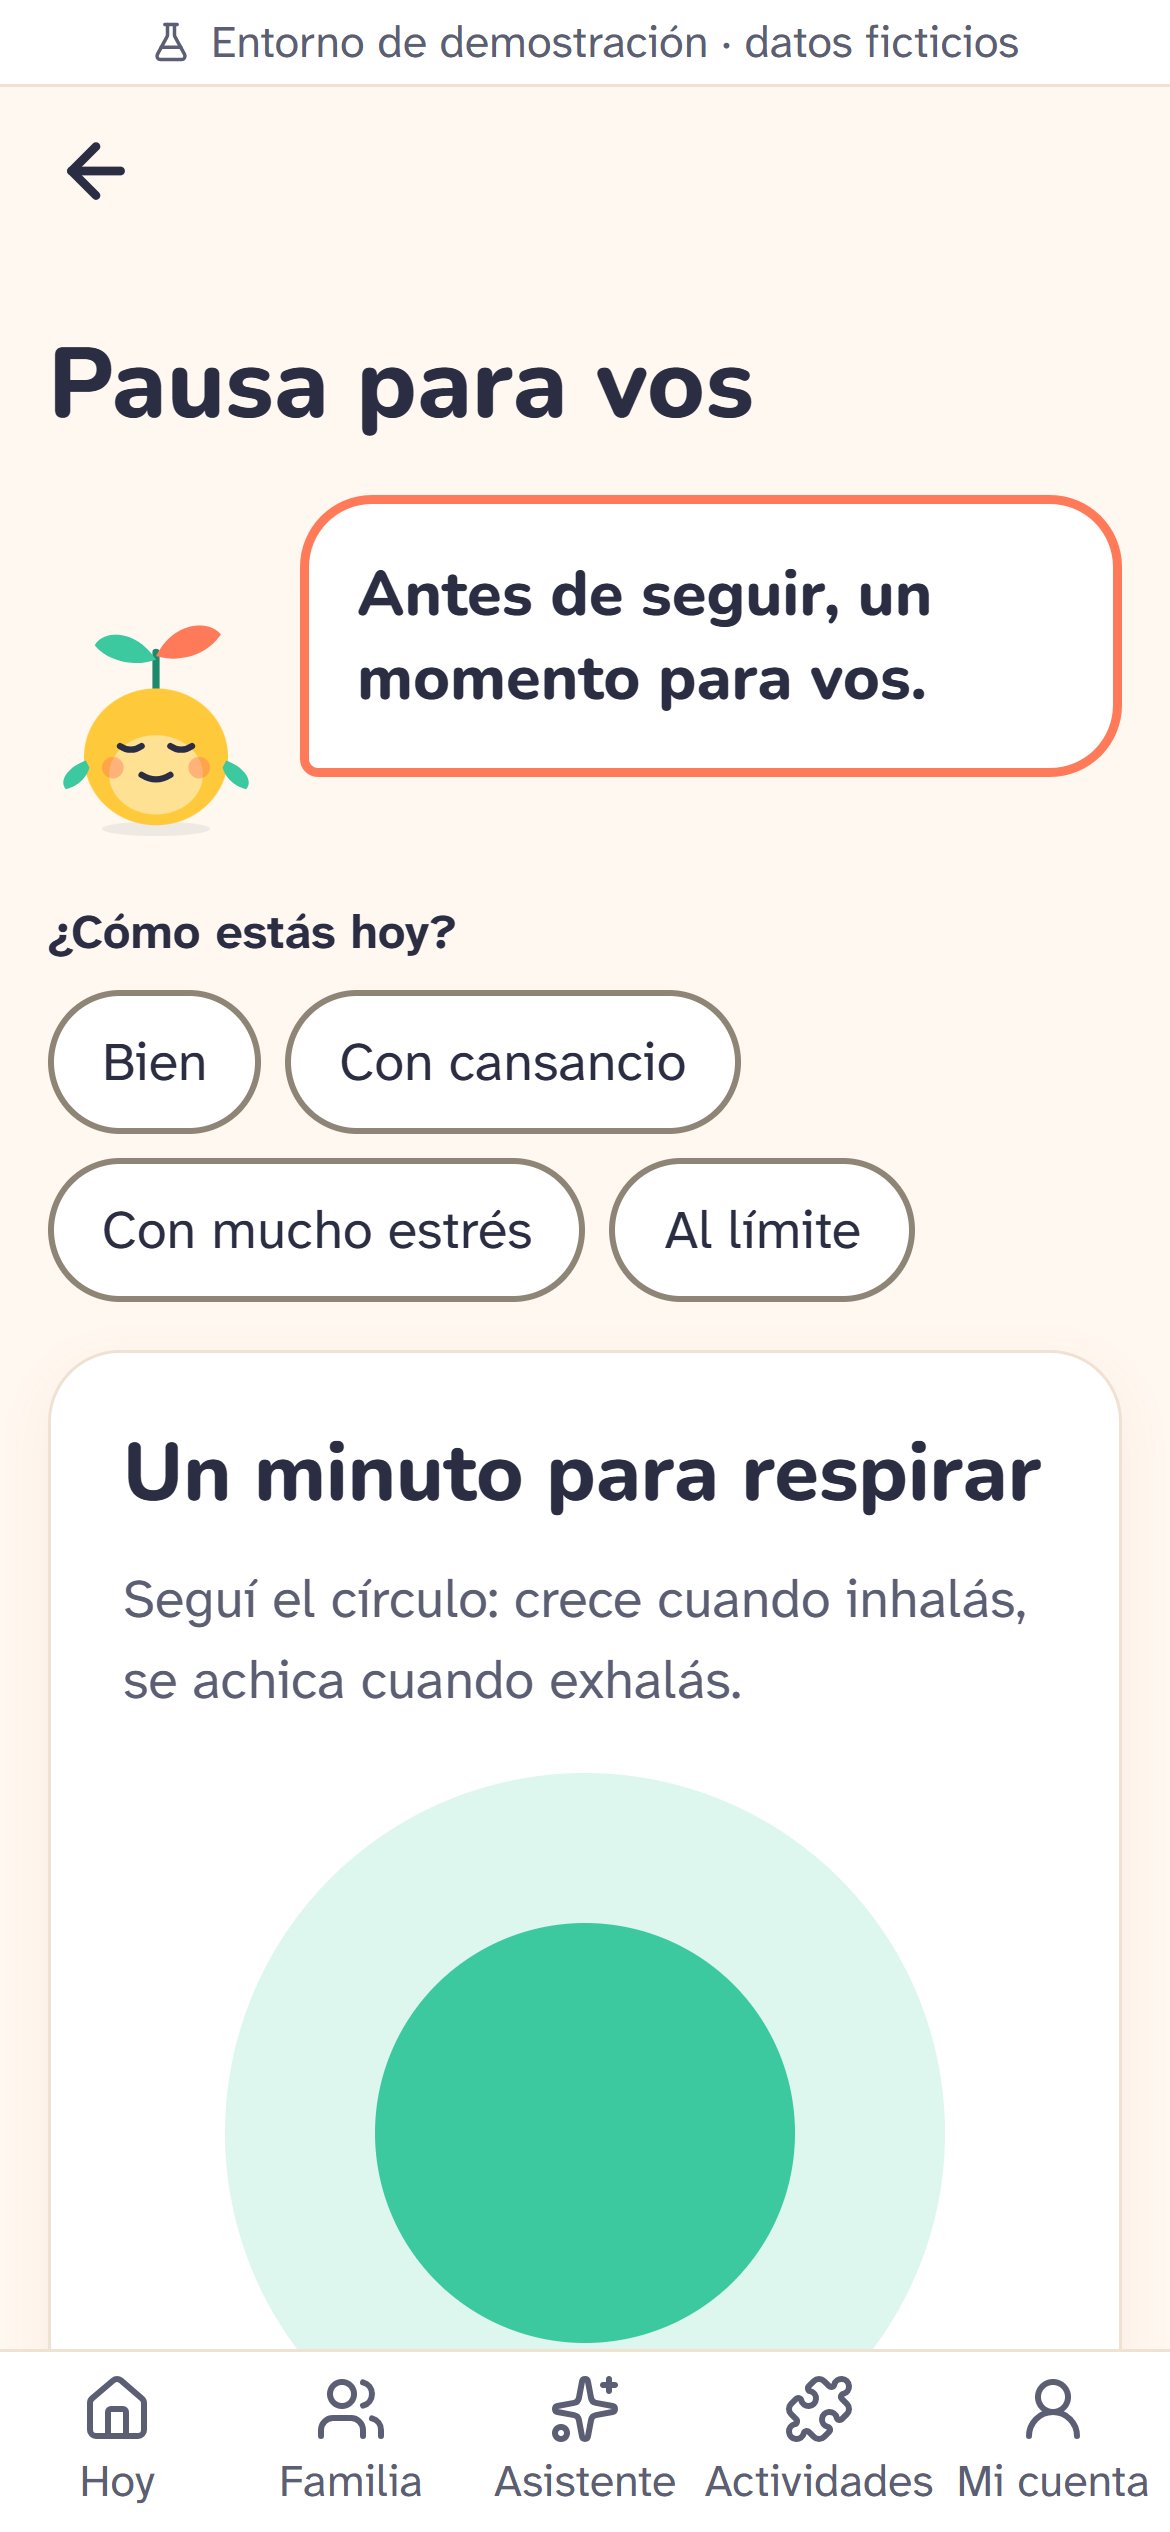 Entorno de demostración · datos ficticios
Pausa para vos
Antes de seguir, un
momento para vos.
¿Cómo estás hoy?
Bien
Con cansancio
Con mucho estrés
Al límite
Un minuto para respirar
Seguí el círculo: crece cuando inhalás,
se achica cuando exhalás.
Hoy
Familia
Asistente
Actividades
Mi cuenta